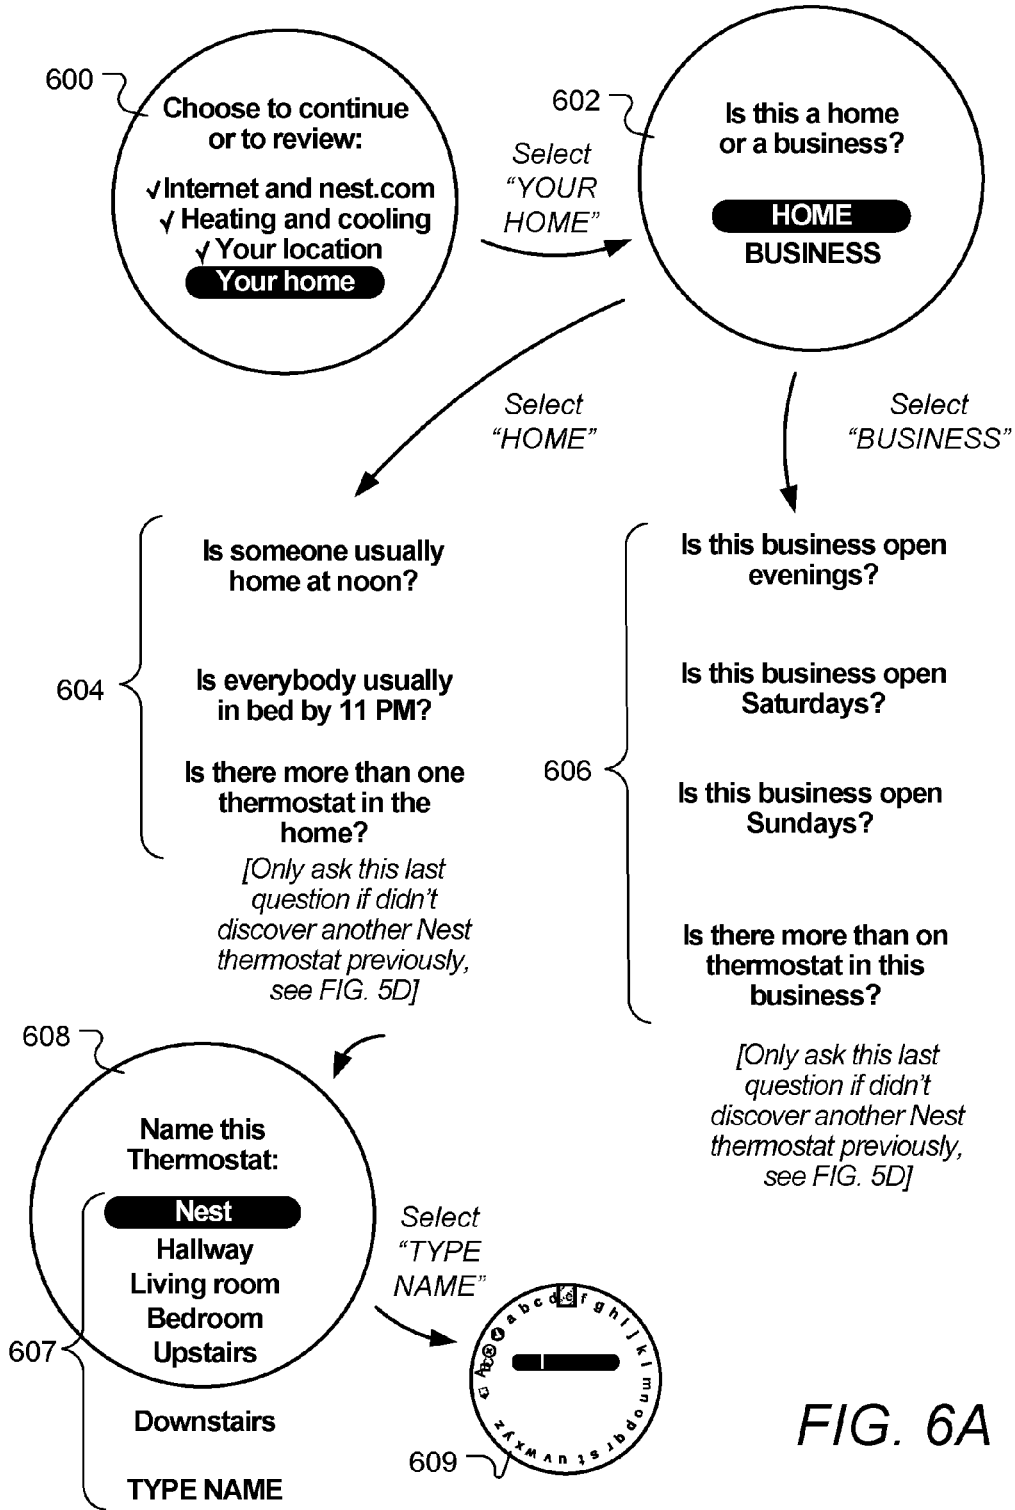 600
Choose to continue
or to review:
✓Internet and nest.com
✓ Heating and cooling
✓ Your location
Your home
Select
“YOUR
HOME”
602
Is this a home
or a business?
HOME
BUSINESS
Select
“HOME”
Select
“BUSINESS”
604
Is someone usually
home at noon?
Is everybody usually
in bed by 11 PM?
Is there more than one
thermostat in the
home?
[Only ask this last
question if didn’t
discover another Nest
thermostat previously,
see FIG. 5D]
606
Is this business open
evenings?
Is this business open
Saturdays?
Is this business open
Sundays?
Is there more than on
thermostat in this
business?
[Only ask this last
question if didn’t
discover another Nest
thermostat previously,
see FIG. 5D]
608
Name this
Thermostat:
607
Nest
Hallway
Living room
Bedroom
Upstairs
Downstairs
TYPE NAME
Select
“TYPE
NAME”
a b c d e f g h i j k l m n o p q r s t u v w x y z
609
FIG. 6A